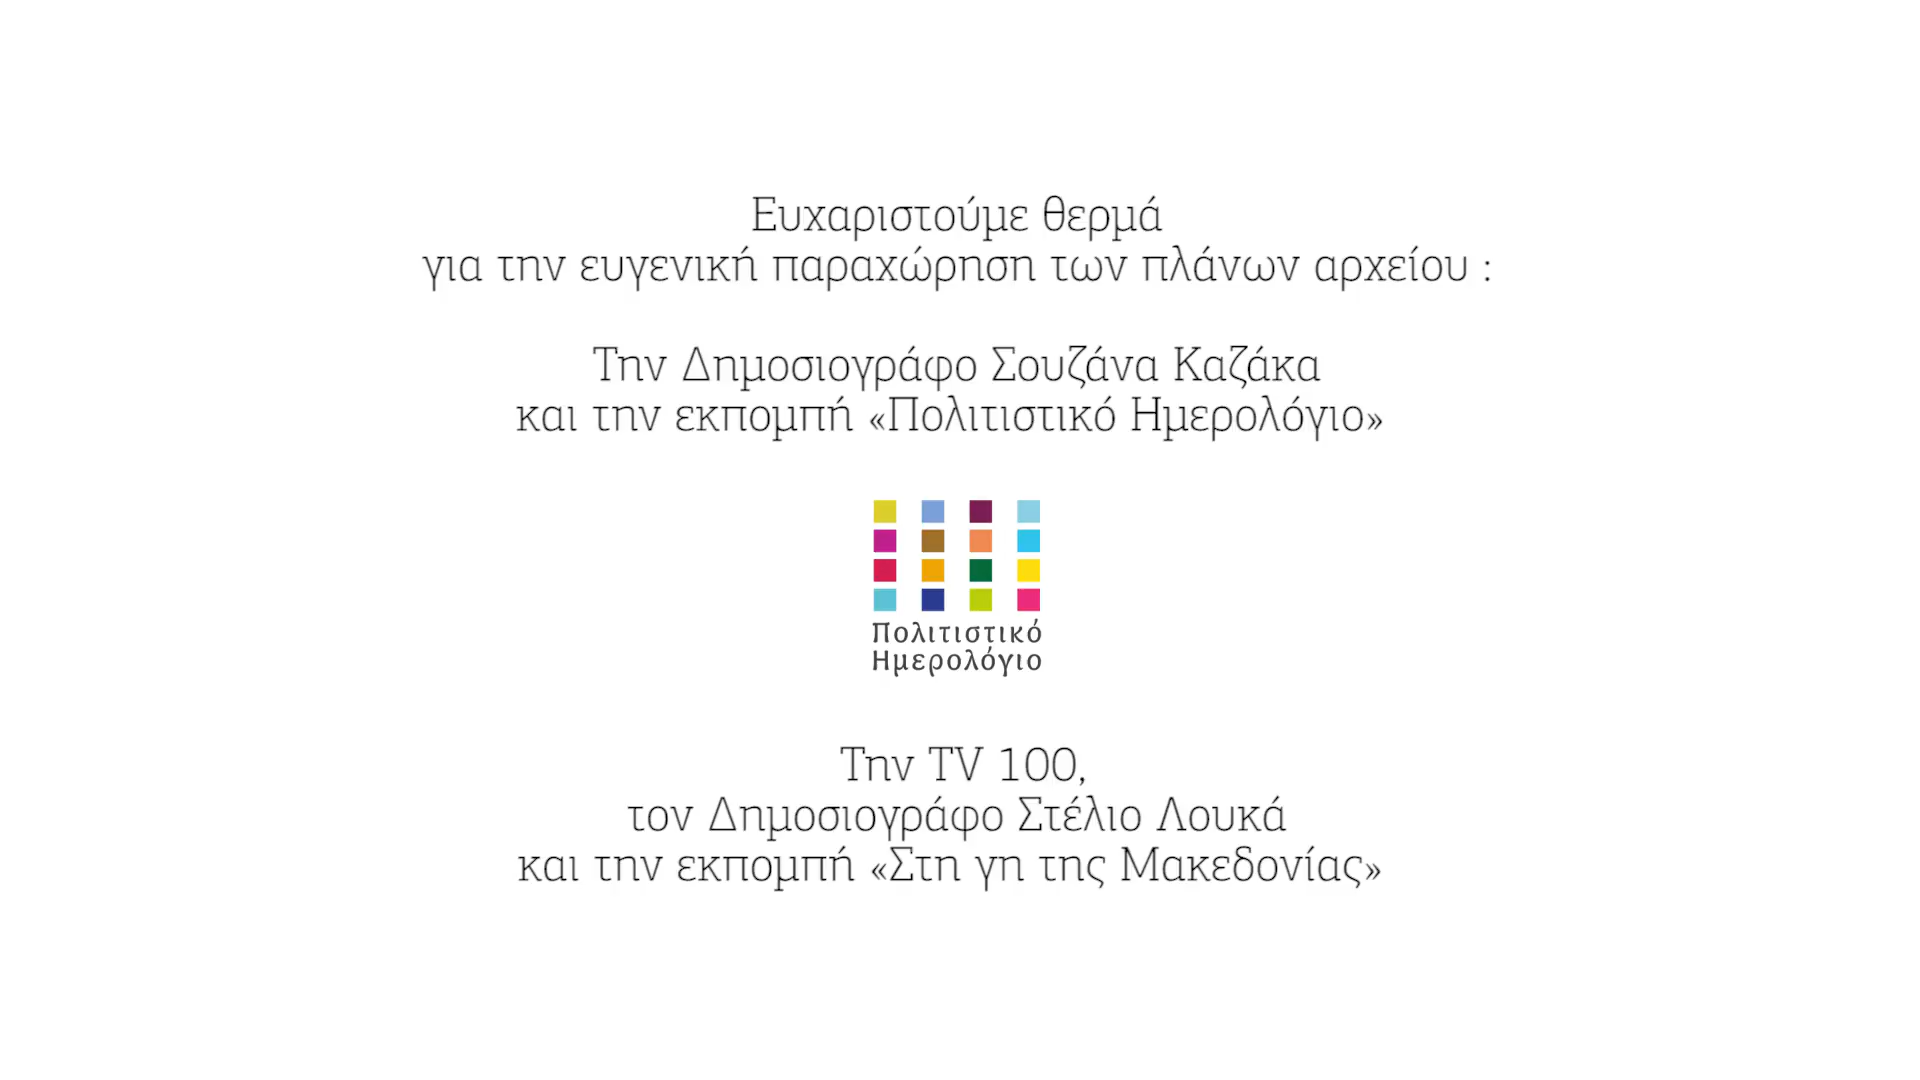 Ευχαριστούμε θερμά
για την ευγενική παραχώρηση των πλάνων αρχείου :
Την Δημοσιογράφο Σουζάνα Καζάκα
και την εκπομπή «Πολιτιστικό Ημερολόγιο»
Πολιτιστικό
Ημερολόγιο
Την TV 100,
τον Δημοσιογράφο Στέλιο Λουκά
και την εκπομπή «Στη γη της Μακεδονίας»